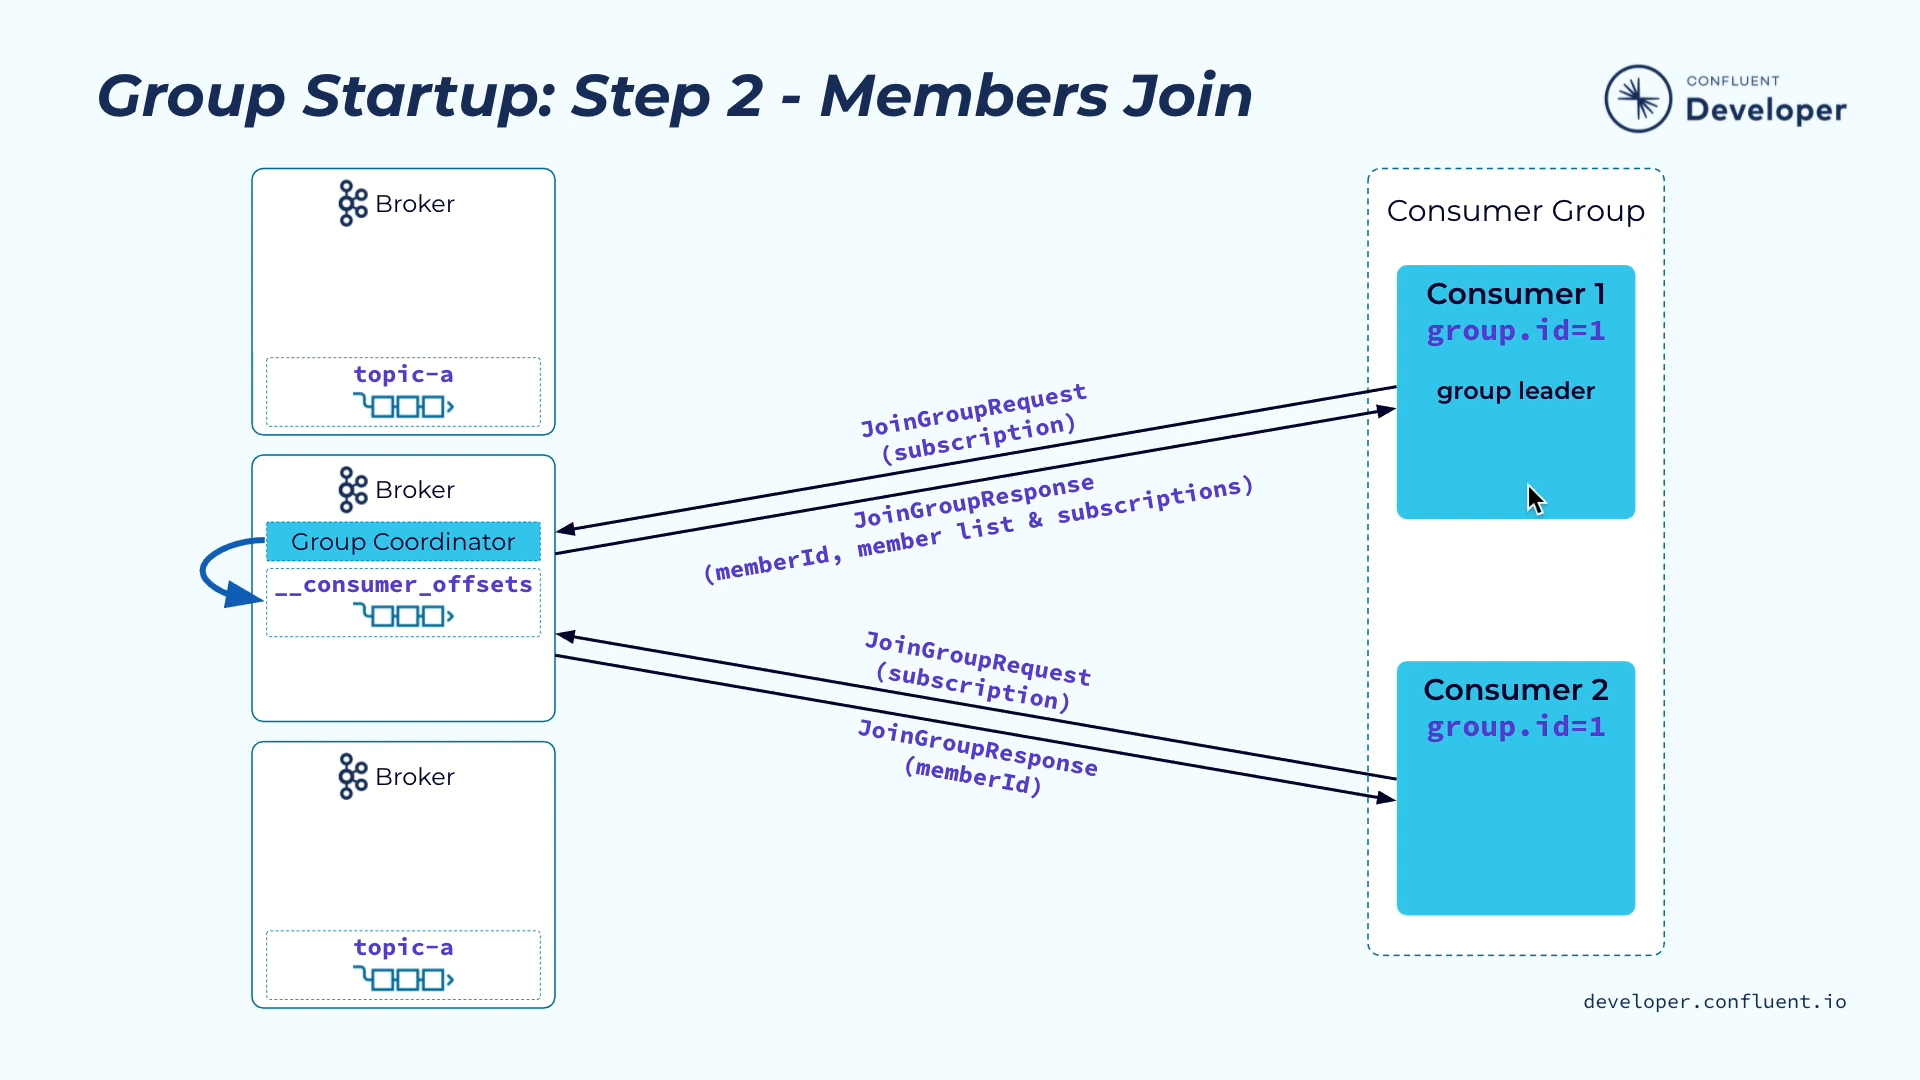 Group Startup: Step 2 - Members Join
CONFLUENT
Developer
Broker
topic-a
Broker
Group Coordinator
__consumer_offsets
Broker
topic-a
JoinGroupRequest
(subscription)
JoinGroupResponse
(memberId, member list & subscriptions)
JoinGroupRequest
(subscription)
JoinGroupResponse
(memberId)
Consumer Group
Consumer 1
group.id=1
group leader
Consumer 2
group.id=1
developer.confluent.io